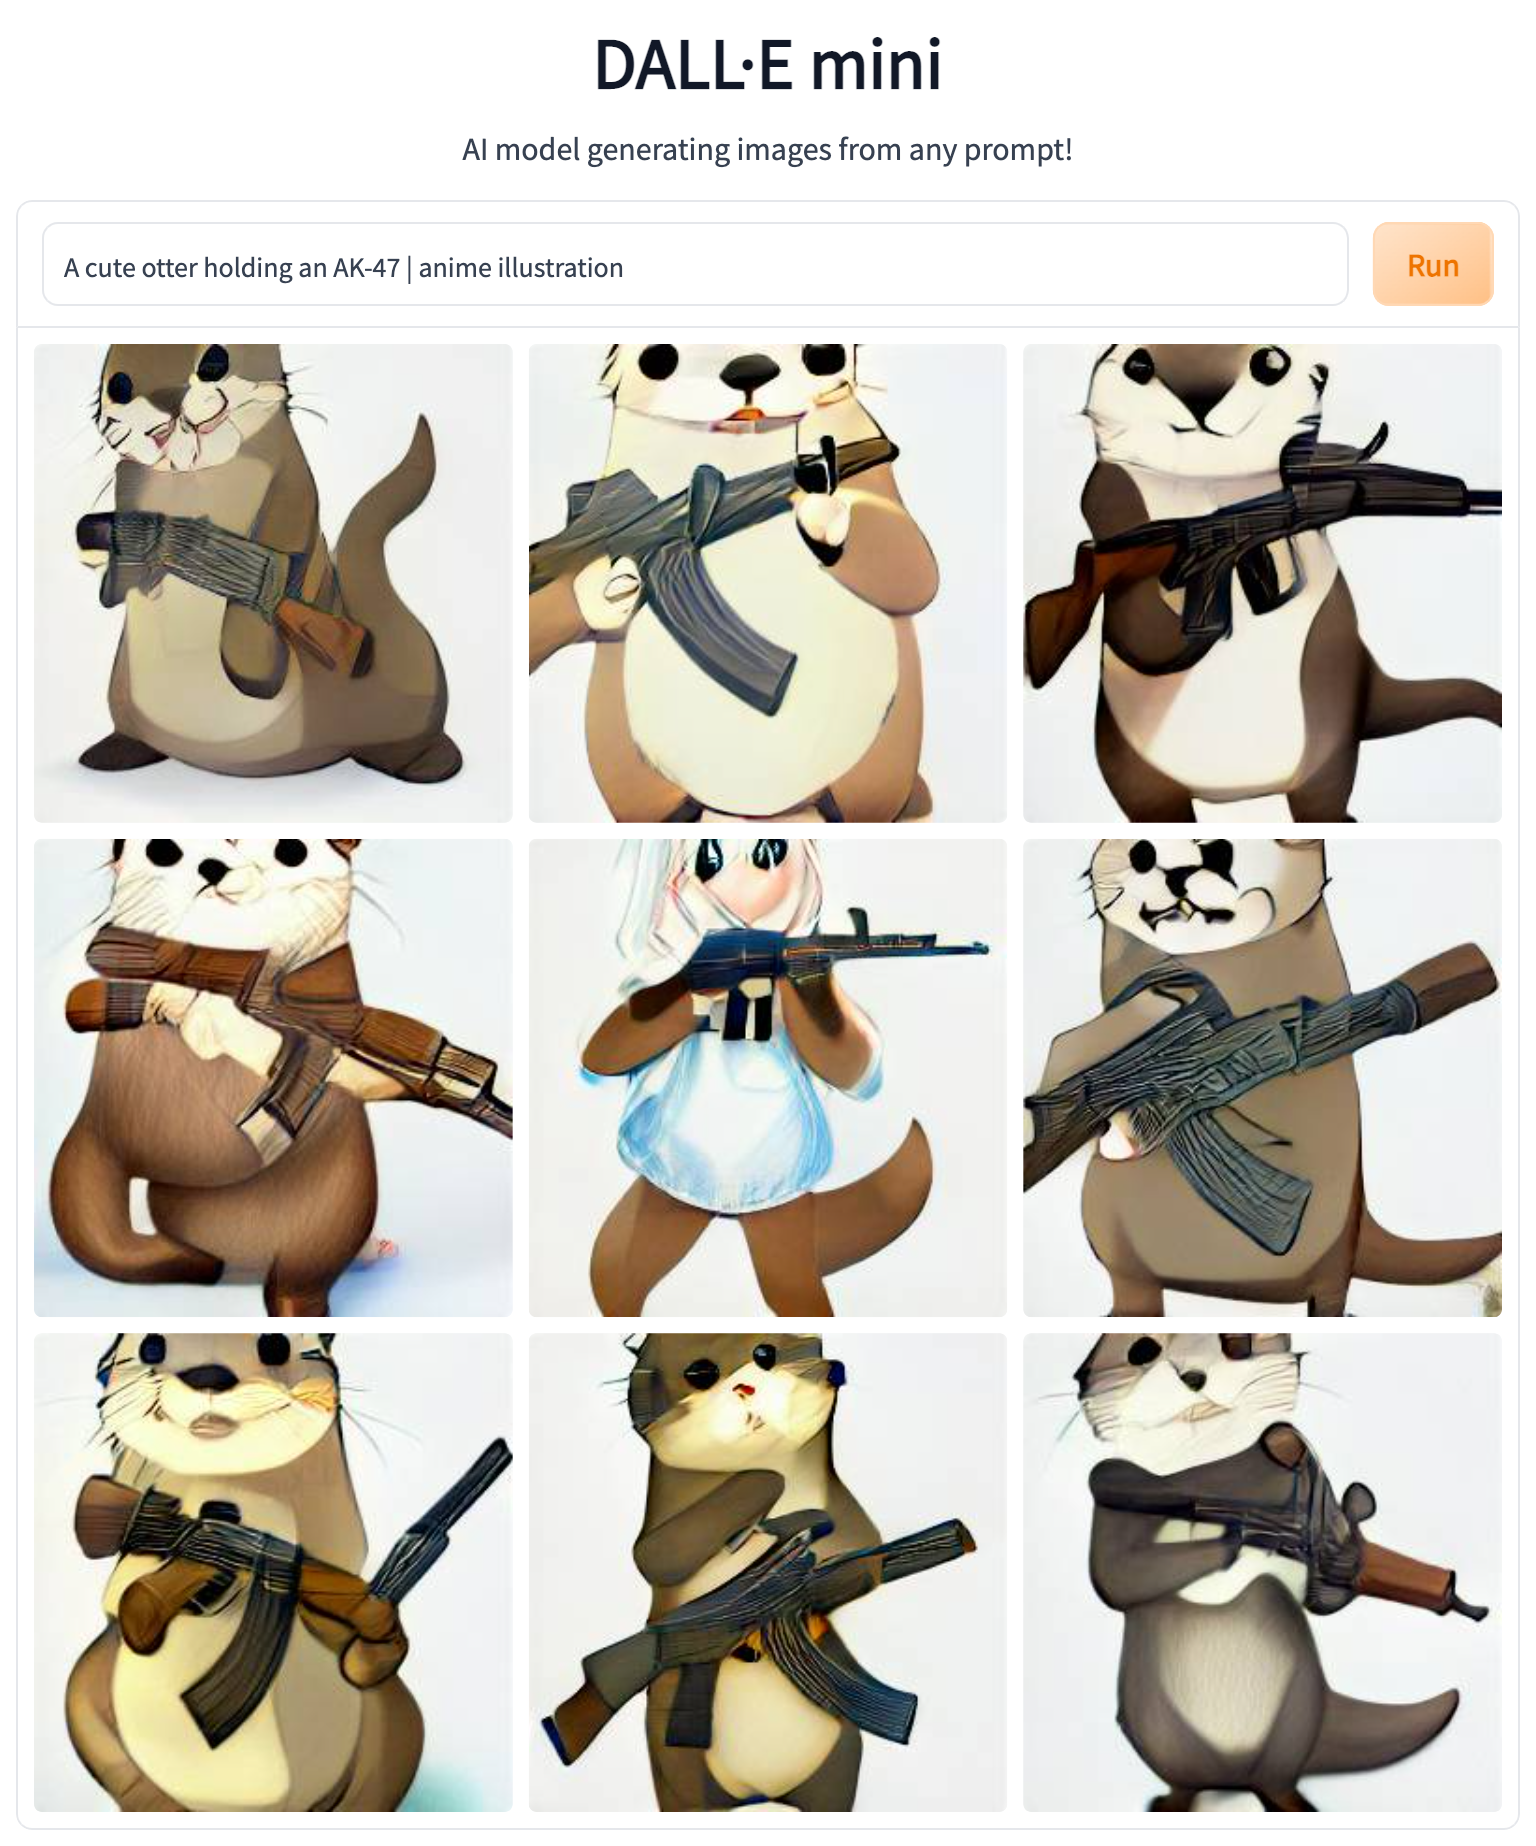 DALL·E mini
AI model generating images from any prompt!
A cute otter holding an AK-47 | anime illustration
Run